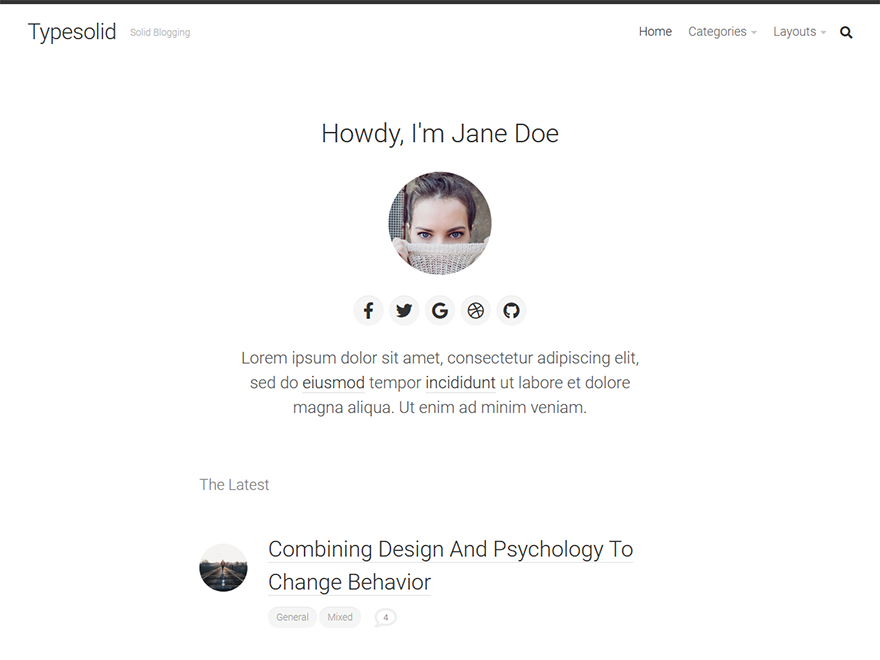 Typesolid Solid Blogging Home Categories Layouts
Howdy, I'm Jane Doe
Lorem ipsum dolor sit amet, consectetur adipiscing elit,
sed do eiusmod tempor incididunt ut labore et dolore
magna aliqua. Ut enim ad minim veniam.
The Latest
Combining Design And Psychology To
Change Behavior
General Mixed 4